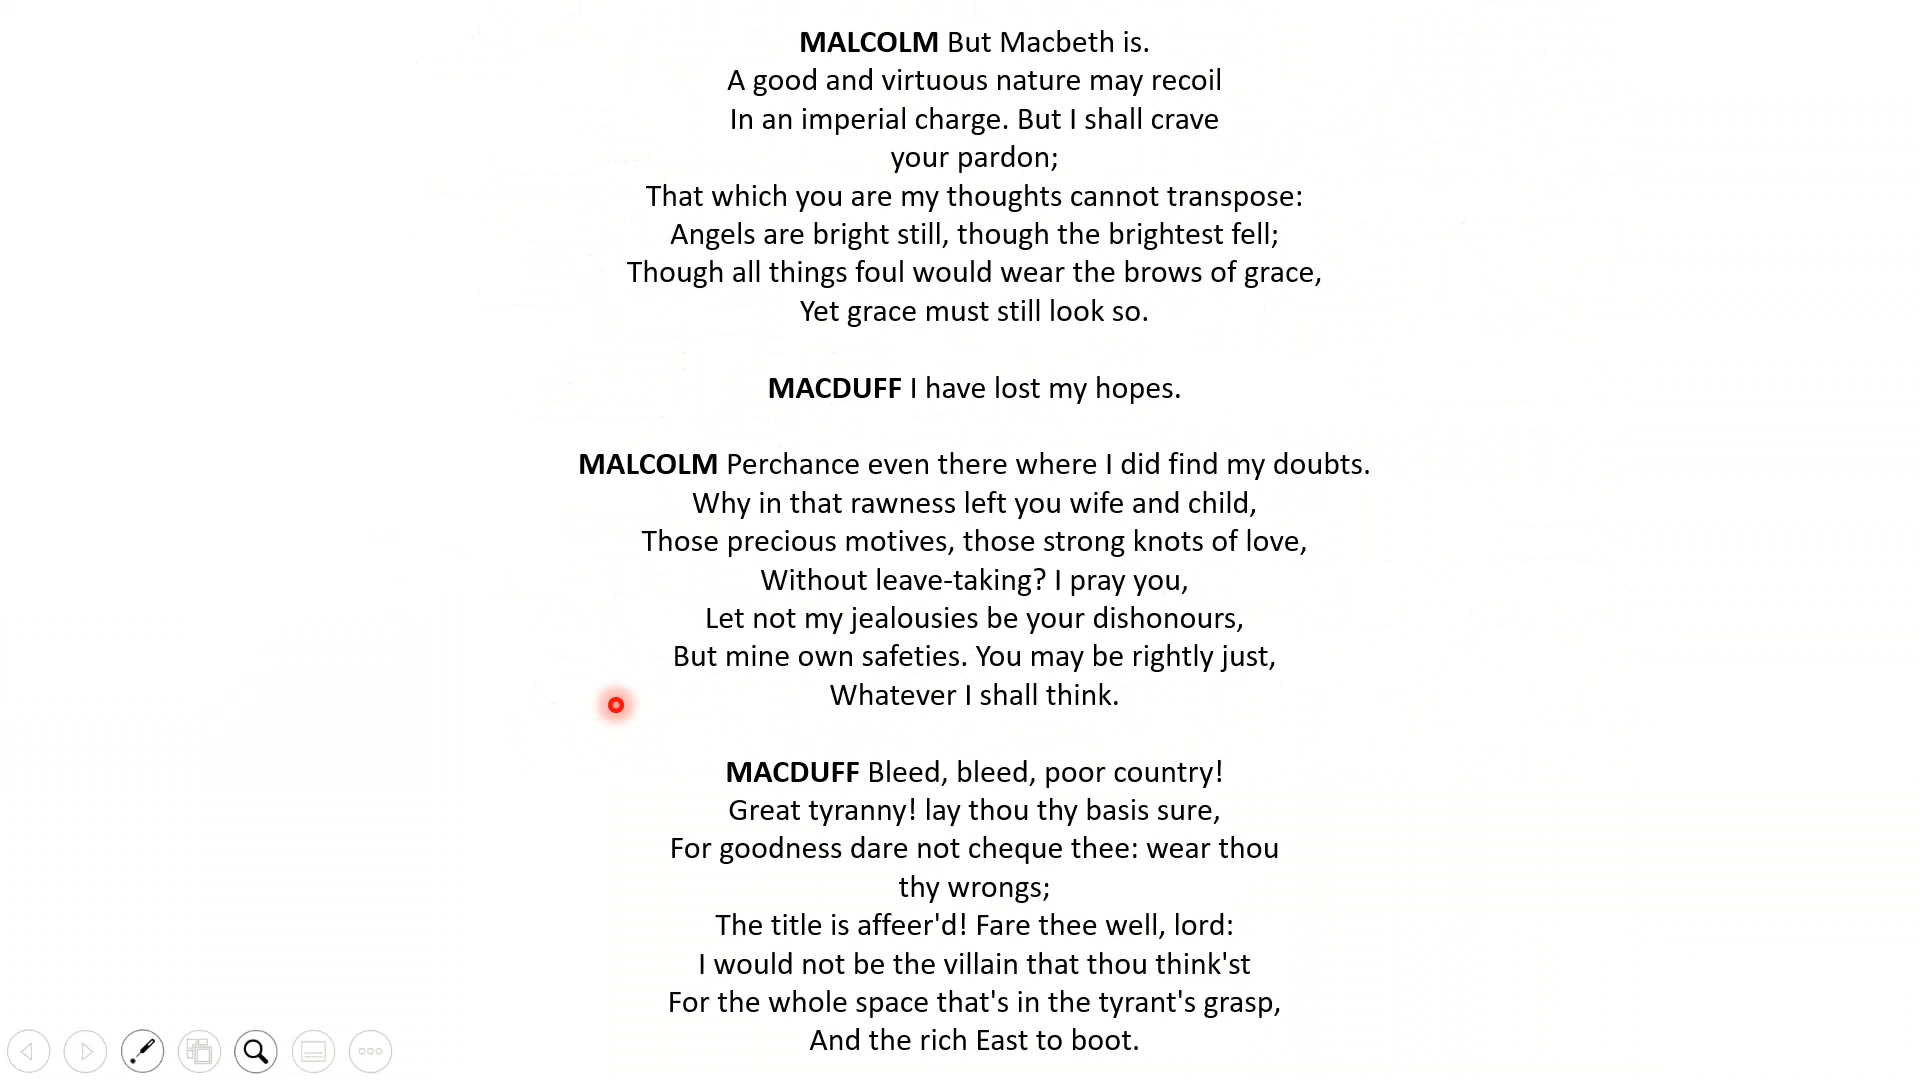 MALCOLM But Macbeth is.
A good and virtuous nature may recoil
In an imperial charge. But I shall crave
your pardon;
That which you are my thoughts cannot transpose:
Angels are bright still, though the brightest fell;
Though all things foul would wear the brows of grace,
Yet grace must still look so.
MACDUFF I have lost my hopes.
MALCOLM Perchance even there where I did find my doubts.
Why in that rawness left you wife and child,
Those precious motives, those strong knots of love,
Without leave-taking? I pray you,
Let not my jealousies be your dishonours,
But mine own safeties. You may be rightly just,
Whatever I shall think.
MACDUFF Bleed, bleed, poor country!
Great tyranny! lay thou thy basis sure,
For goodness dare not cheque thee: wear thou
thy wrongs;
The title is affeer'd! Fare thee well, lord:
I would not be the villain that thou think'st
For the whole space that's in the tyrant's grasp,
And the rich East to boot.